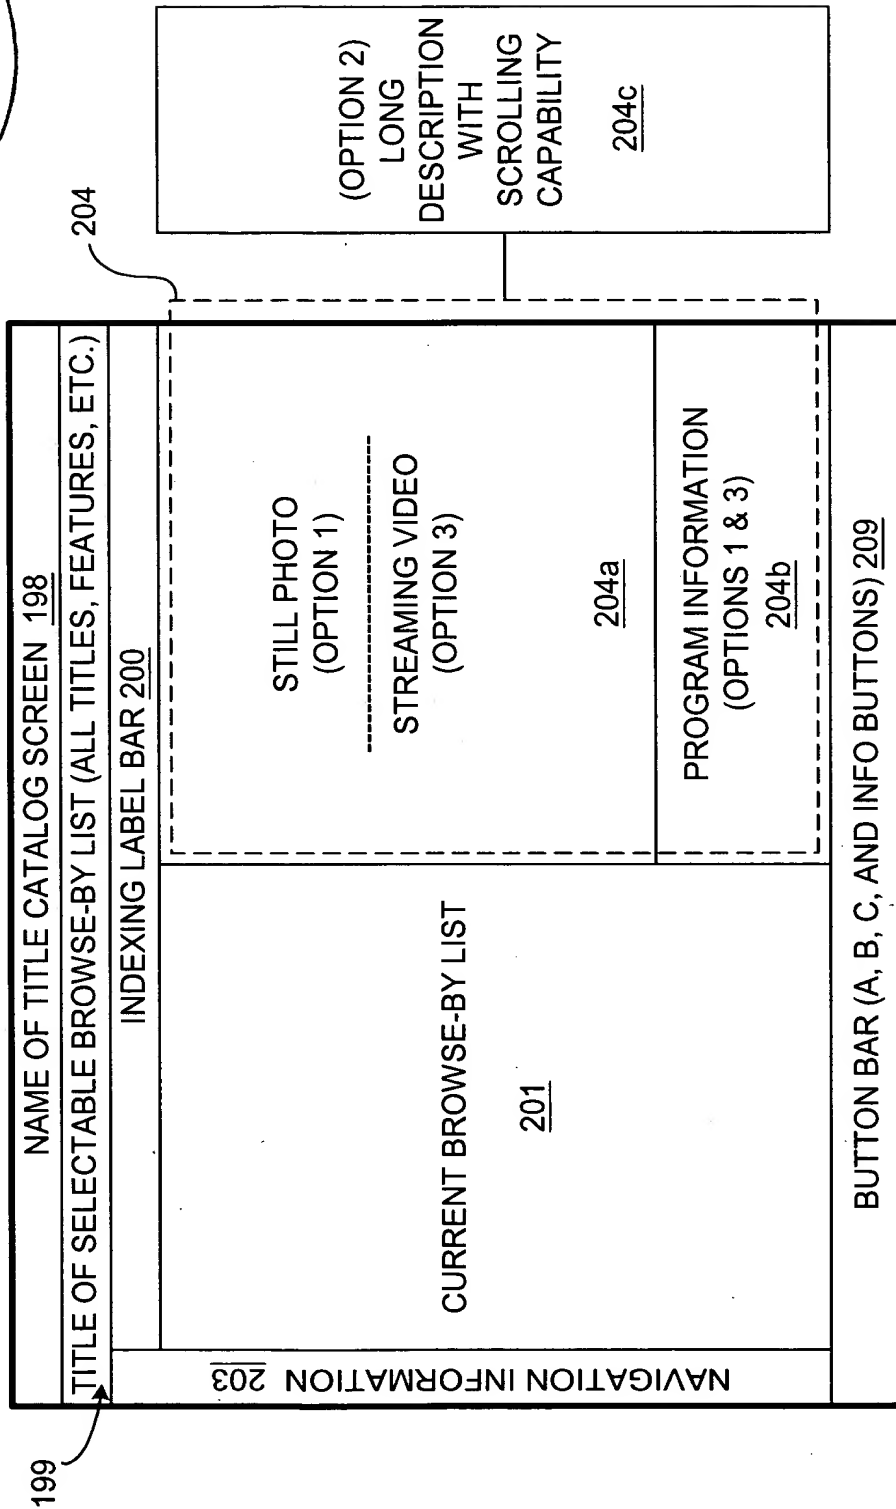 NAME OF TITLE CATALOG SCREEN 198
TITLE OF SELECTABLE BROWSE-BY LIST (ALL TITLES, FEATURES, ETC.)
199
INDEXING LABEL BAR 200
204
NAVIGATION INFORMATION 203
CURRENT BROWSE-BY LIST
201
STILL PHOTO
(OPTION 1)
STREAMING VIDEO
(OPTION 3)
204a
PROGRAM INFORMATION
(OPTIONS 1 & 3)
204b
(OPTION 2)
LONG
DESCRIPTION
WITH
SCROLLING
CAPABILITY
204c
BUTTON BAR (A, B, C, AND INFO BUTTONS) 209